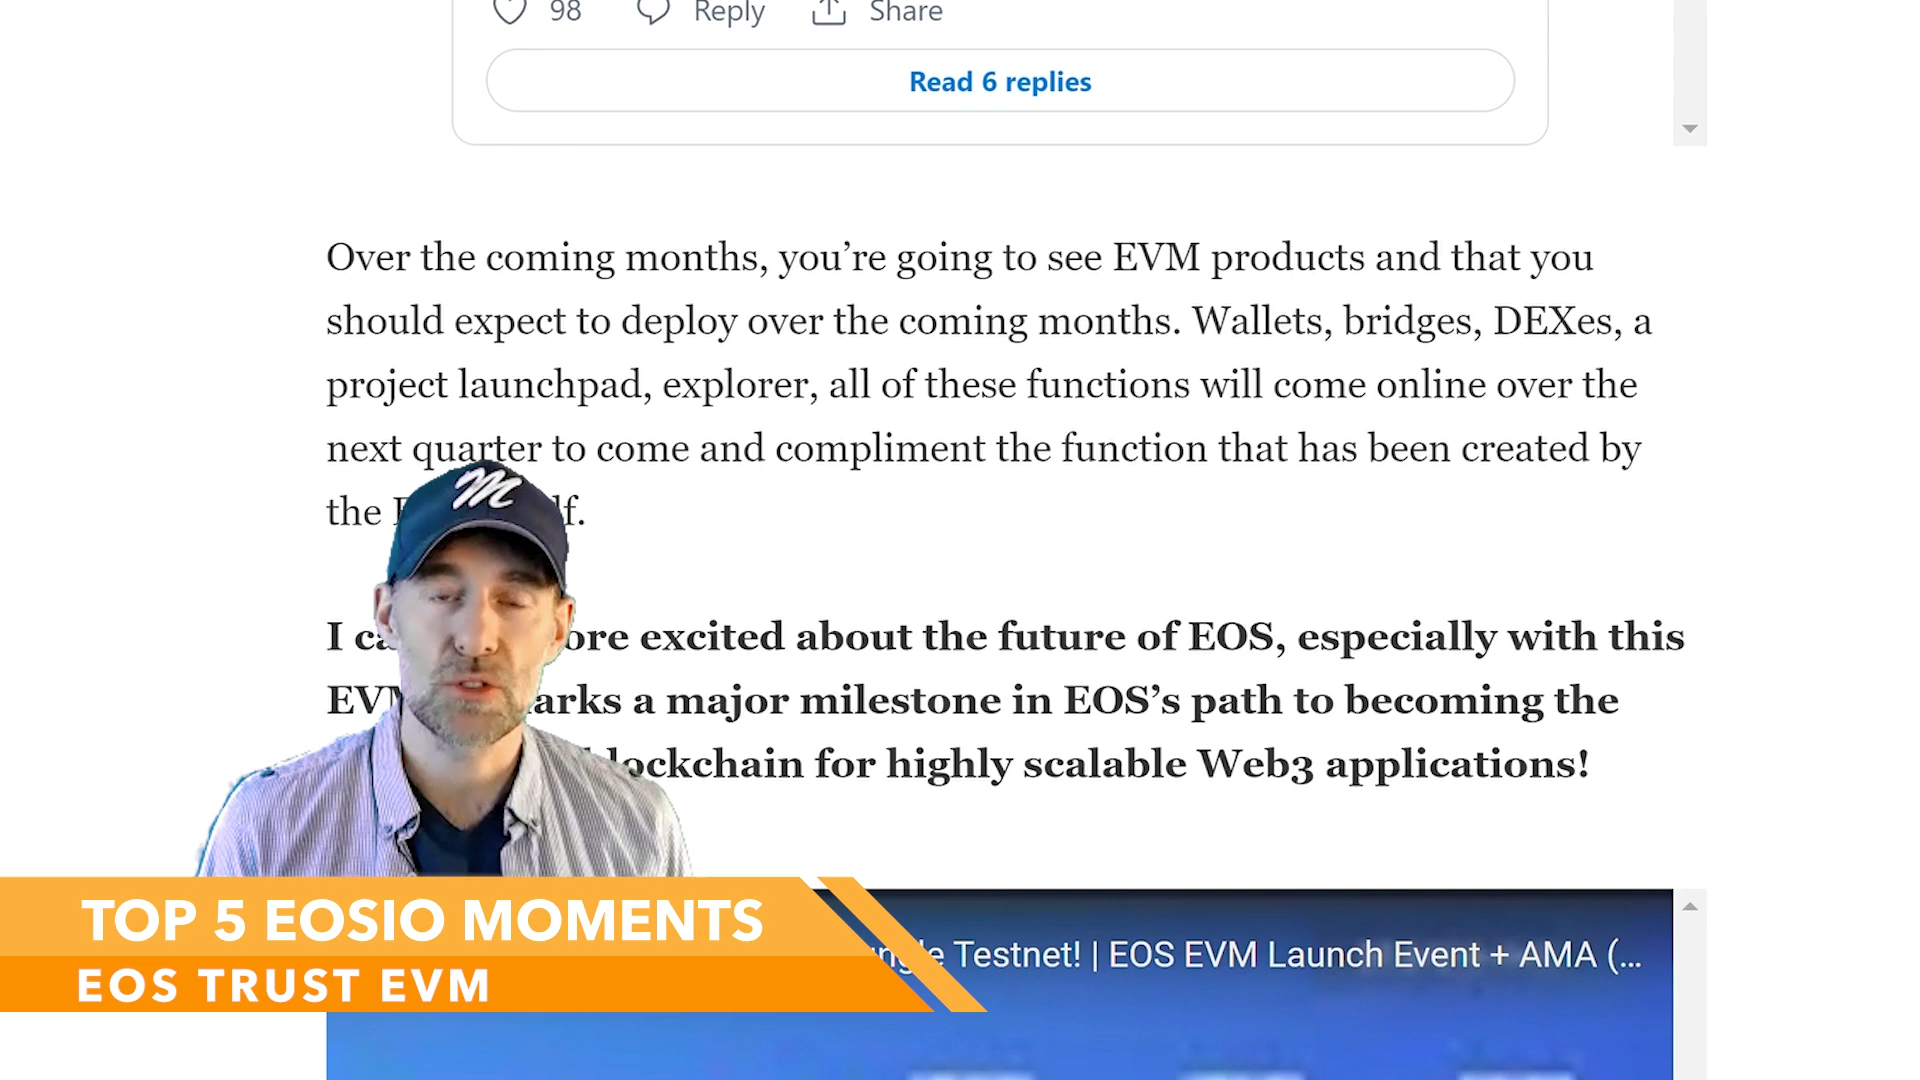 98 Reply Share
Read 6 replies
Over the coming months, you’re going to see EVM products and that you
should expect to deploy over the coming months. Wallets, bridges, DEXes, a
project launchpad, explorer, all of these functions will come online over the
next quarter to come and compliment the function that has been created by
the
M
excited about the future of EOS, especially with this
a major milestone in EOS’s path to becoming the
for highly scalable Web3 applications!
TOP 5 EOSIO MOMENTS
Testnet! | EOS EVM Launch Event + AMA (...
EOS TRUST EVM